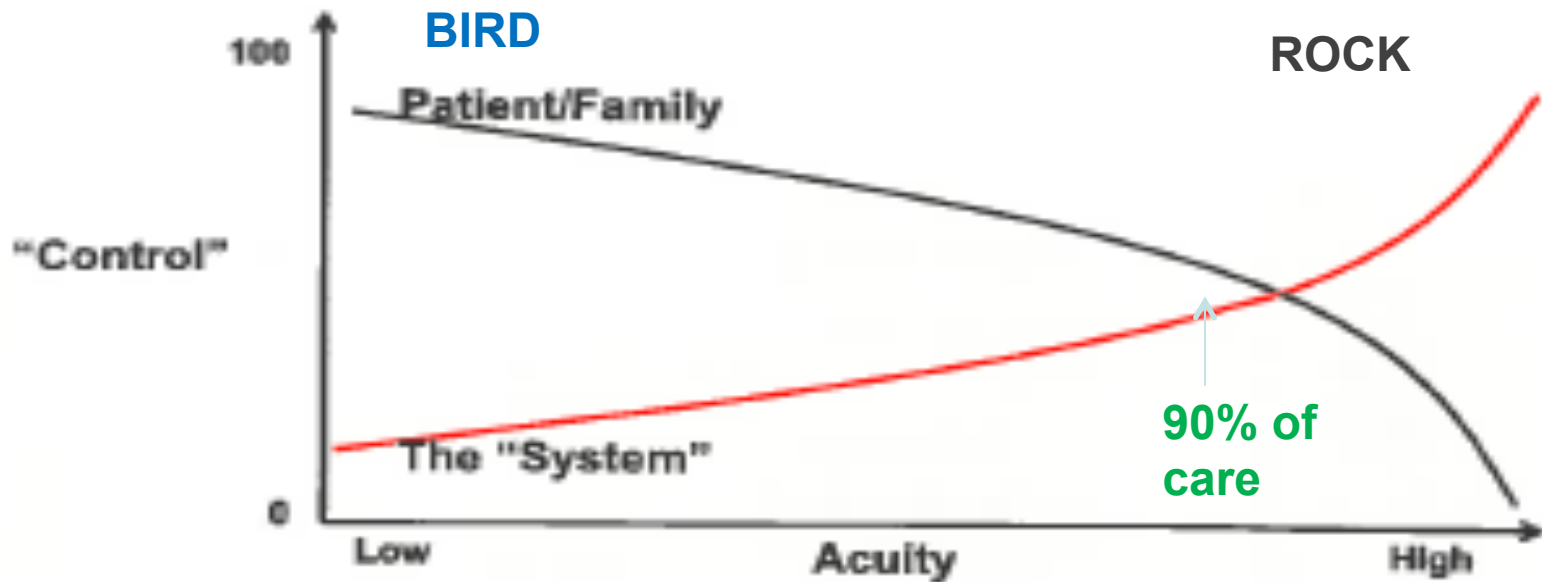 BIRD
ROCK
100
Patient/Family
“Control”
90% of
care
The "System"
0
Low
Acuity
High